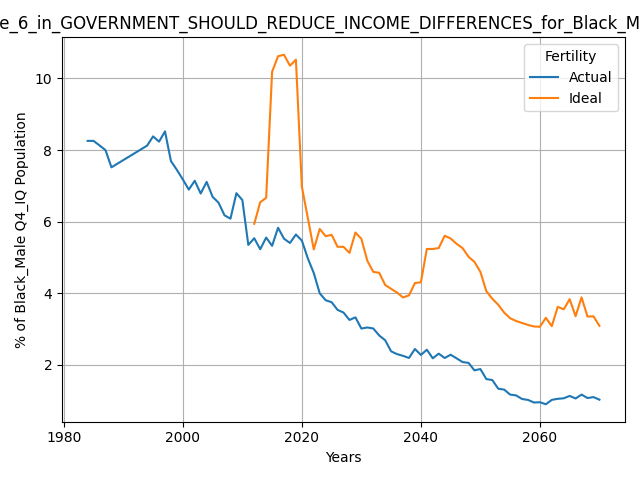 e_6_in_GOVERNMENT_SHOULD_REDUCE_INCOME_DIFFERENCES_for_Black_M
Fertility
Actual
Ideal
% of Black_Male Q4_IQ Population
10
8
6
4
2
1980
2000
2020
2040
2060
Years